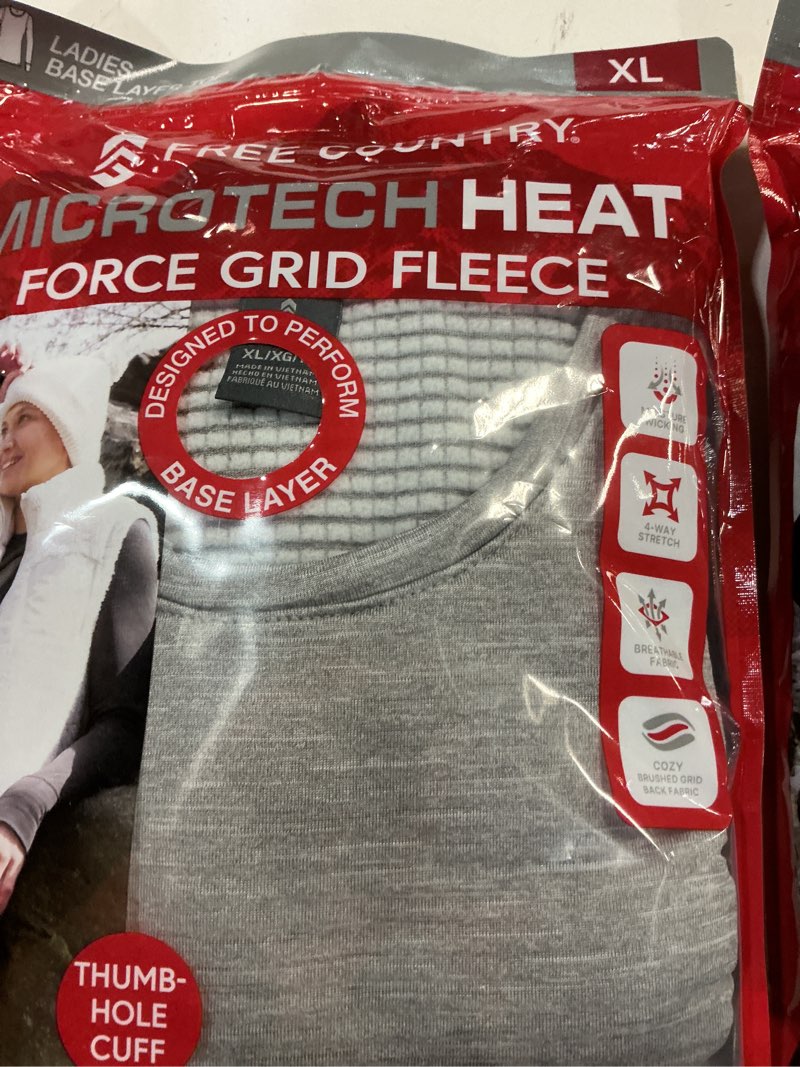 LADIES
BASE LAYER
XL
FREE COUNTRY®
MICROTECH HEAT
FORCE GRID FLEECE
DESIGNED TO PERFORM
BASE LAYER
XL/XG/
MADE IN VIETNAM
HECHO EN VIETNAM
FABRIQUÉ AU VIETNAM
MOISTURE
WICKING
4-WAY
STRETCH
BREATHABLE
FABRIC
COZY
BRUSHED GRID
BACK FABRIC
THUMB-
HOLE
CUFF